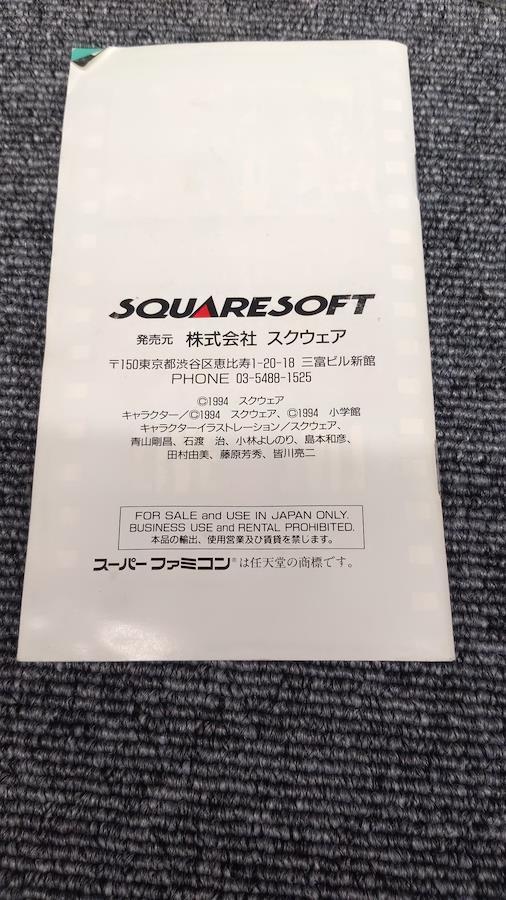 SQUARESOFT
発売元 株式会社 スクウェア
〒150東京都渋谷区恵比寿1-20-18 三富ビル新館
PHONE 03-5488-1525
©1994 スクウェア
キャラクター/©1994 スクウェア、©1994 小学館
キャラクターイラストレーション/スクウェア、
青山剛昌、石渡 治、小林よしのり、島本和彦、
田村由美、藤原芳秀、皆川亮二
FOR SALE and USE IN JAPAN ONLY.
BUSINESS USE and RENTAL PROHIBITED.
本品の輸出、使用営業及び賃貸を禁じます。
スーパーファミコン®は任天堂の商標です。